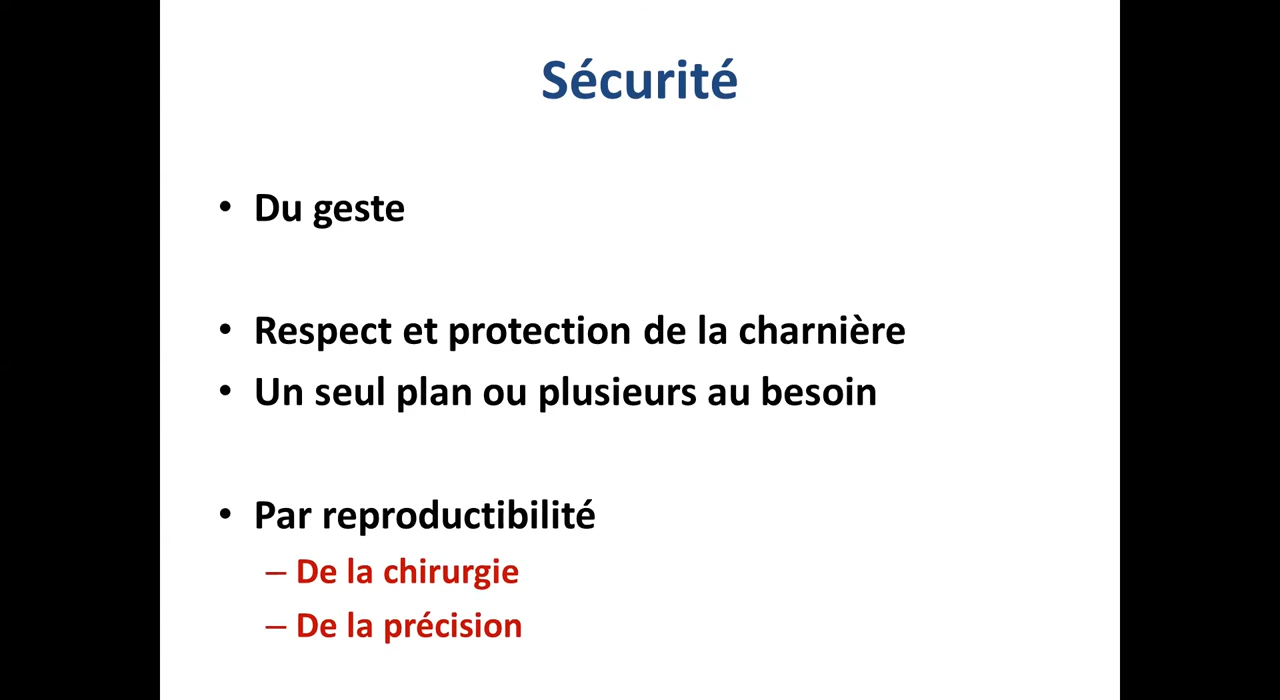 Sécurité
• Du geste
• Respect et protection de la charnière
• Un seul plan ou plusieurs au besoin
• Par reproductibilité
– De la chirurgie
– De la précision